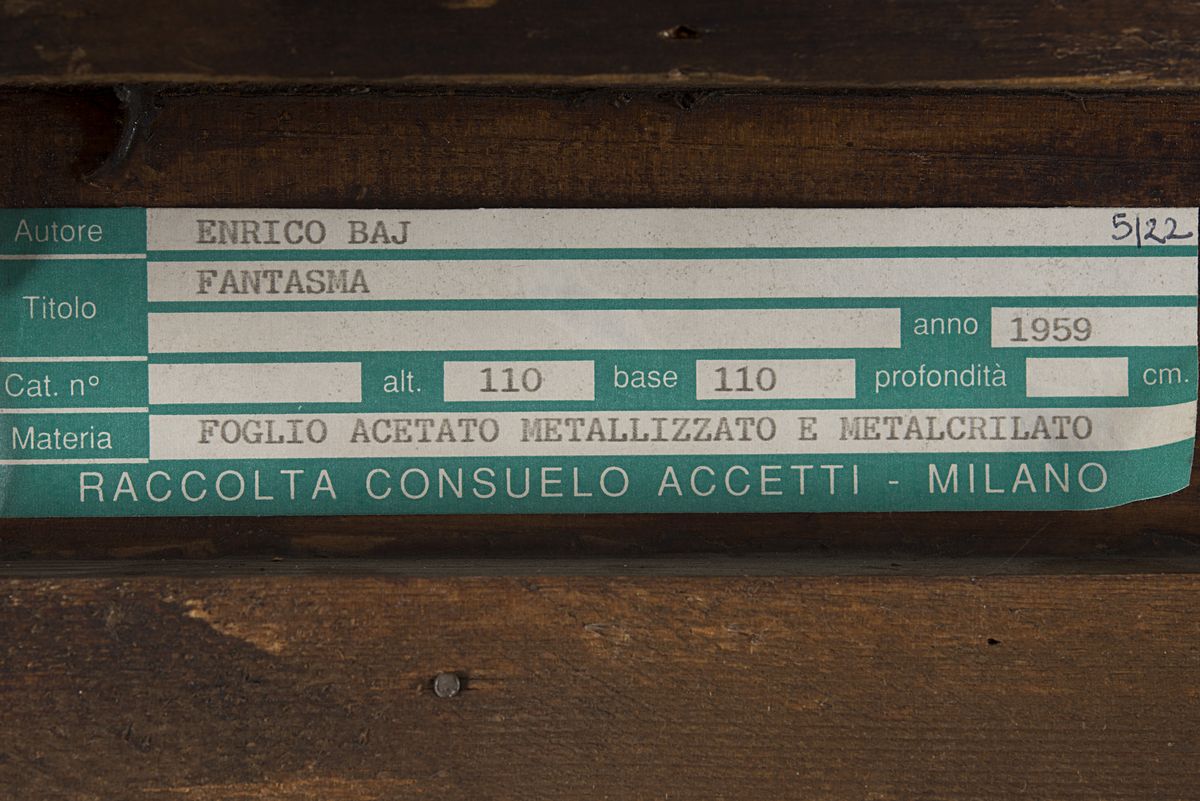 Autore ENRICO BAJ 5/22
Titolo FANTASMA
anno 1959
Cat. nº alt. 110 base 110 profondità cm.
Materia FOGLIO ACETATO METALLIZZATO E METALCRILATO
RACCOLTA CONSUELO ACCETTI - MILANO